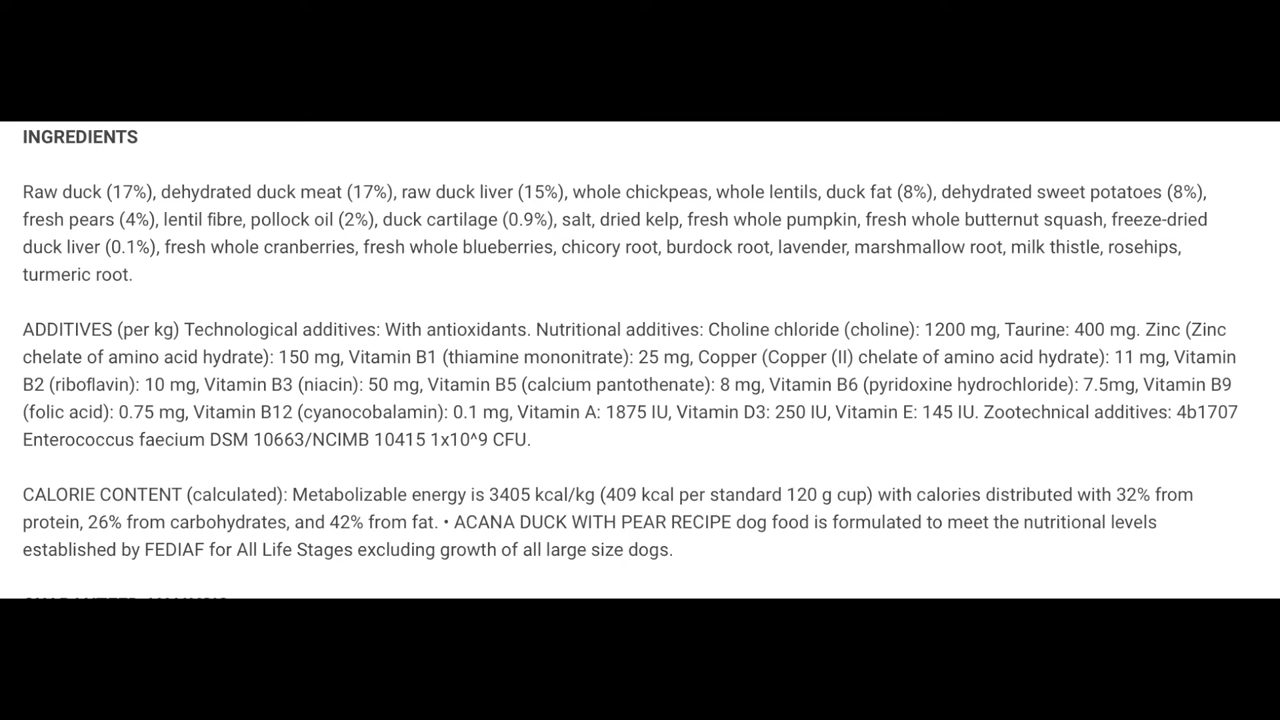 INGREDIENTS
Raw duck (17%), dehydrated duck meat (17%), raw duck liver (15%), whole chickpeas, whole lentils, duck fat (8%), dehydrated sweet potatoes (8%),
fresh pears (4%), lentil fibre, pollock oil (2%), duck cartilage (0.9%), salt, dried kelp, fresh whole pumpkin, fresh whole butternut squash, freeze-dried
duck liver (0.1%), fresh whole cranberries, fresh whole blueberries, chicory root, burdock root, lavender, marshmallow root, milk thistle, rosehips,
turmeric root.
ADDITIVES (per kg) Technological additives: With antioxidants. Nutritional additives: Choline chloride (choline): 1200 mg, Taurine: 400 mg. Zinc (Zinc
chelate of amino acid hydrate): 150 mg, Vitamin B1 (thiamine mononitrate): 25 mg, Copper (Copper (II) chelate of amino acid hydrate): 11 mg, Vitamin
B2 (riboflavin): 10 mg, Vitamin B3 (niacin): 50 mg, Vitamin B5 (calcium pantothenate): 8 mg, Vitamin B6 (pyridoxine hydrochloride): 7.5mg, Vitamin B9
(folic acid): 0.75 mg, Vitamin B12 (cyanocobalamin): 0.1 mg, Vitamin A: 1875 IU, Vitamin D3: 250 IU, Vitamin E: 145 IU. Zootechnical additives: 4b1707
Enterococcus faecium DSM 10663/NCIMB 10415 1x10^9 CFU.
CALORIE CONTENT (calculated): Metabolizable energy is 3405 kcal/kg (409 kcal per standard 120 g cup) with calories distributed with 32% from
protein, 26% from carbohydrates, and 42% from fat. • ACANA DUCK WITH PEAR RECIPE dog food is formulated to meet the nutritional levels
established by FEDIAF for All Life Stages excluding growth of all large size dogs.